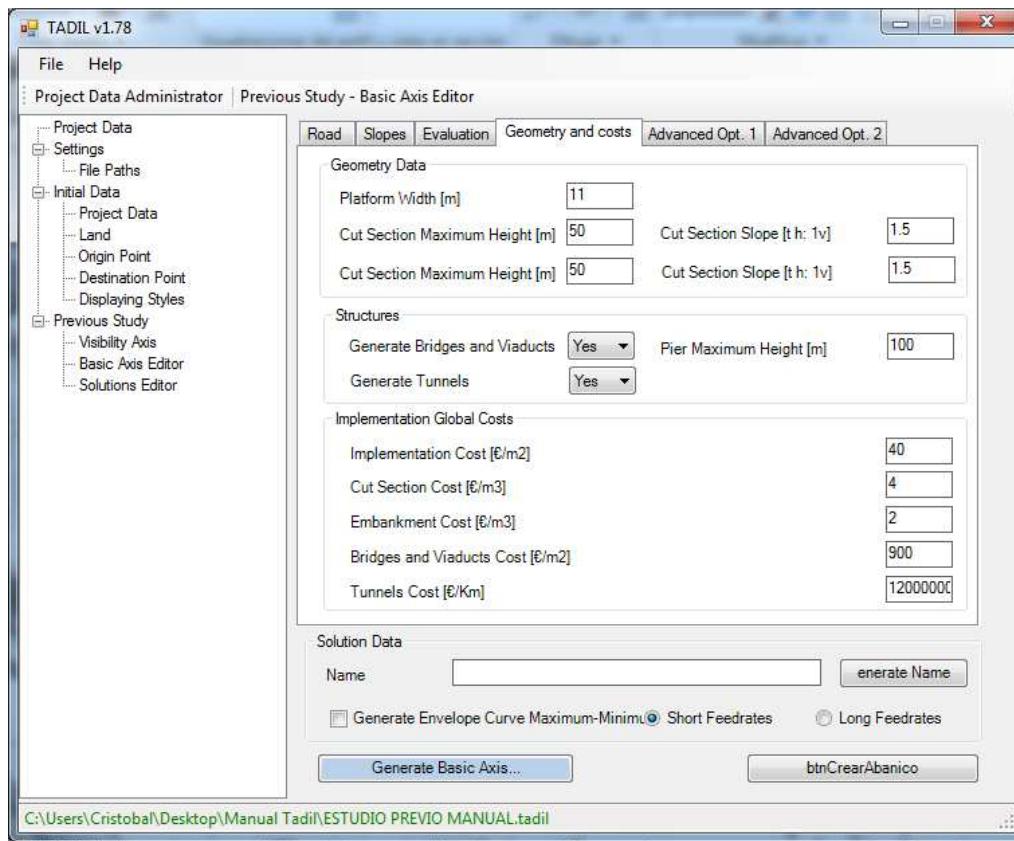 TADIL v1.78
File Help
Project Data Administrator Previous Study - Basic Axis Editor
Project Data
Settings
File Paths
Initial Data
Project Data
Land
Origin Point
Destination Point
Displaying Styles
Previous Study
Visibility Axis
Basic Axis Editor
Solutions Editor
Road Slopes Evaluation Geometry and costs Advanced Opt. 1 Advanced Opt. 2
Geometry Data
Platform Width [m] 11
Cut Section Maximum Height [m] 50 Cut Section Slope [t h: 1v] 1.5
Cut Section Maximum Height [m] 50 Cut Section Slope [t h: 1v] 1.5
Structures
Generate Bridges and Viaducts Yes Pier Maximum Height [m] 100
Generate Tunnels Yes
Implementation Global Costs
Implementation Cost [€/m2] 40
Cut Section Cost [€/m3] 4
Embankment Cost [€/m3] 2
Bridges and Viaducts Cost [€/m2] 900
Tunnels Cost [€/Km] 12000000
Solution Data
Name enerate Name
Generate Envelope Curve Maximum-Minimu Short Feedrates Long Feedrates
Generate Basic Axis... btnCrearAbanico
C:\Users\Cristobal\Desktop\Manual Tadil\ESTUDIO PREVIO MANUAL.tadil